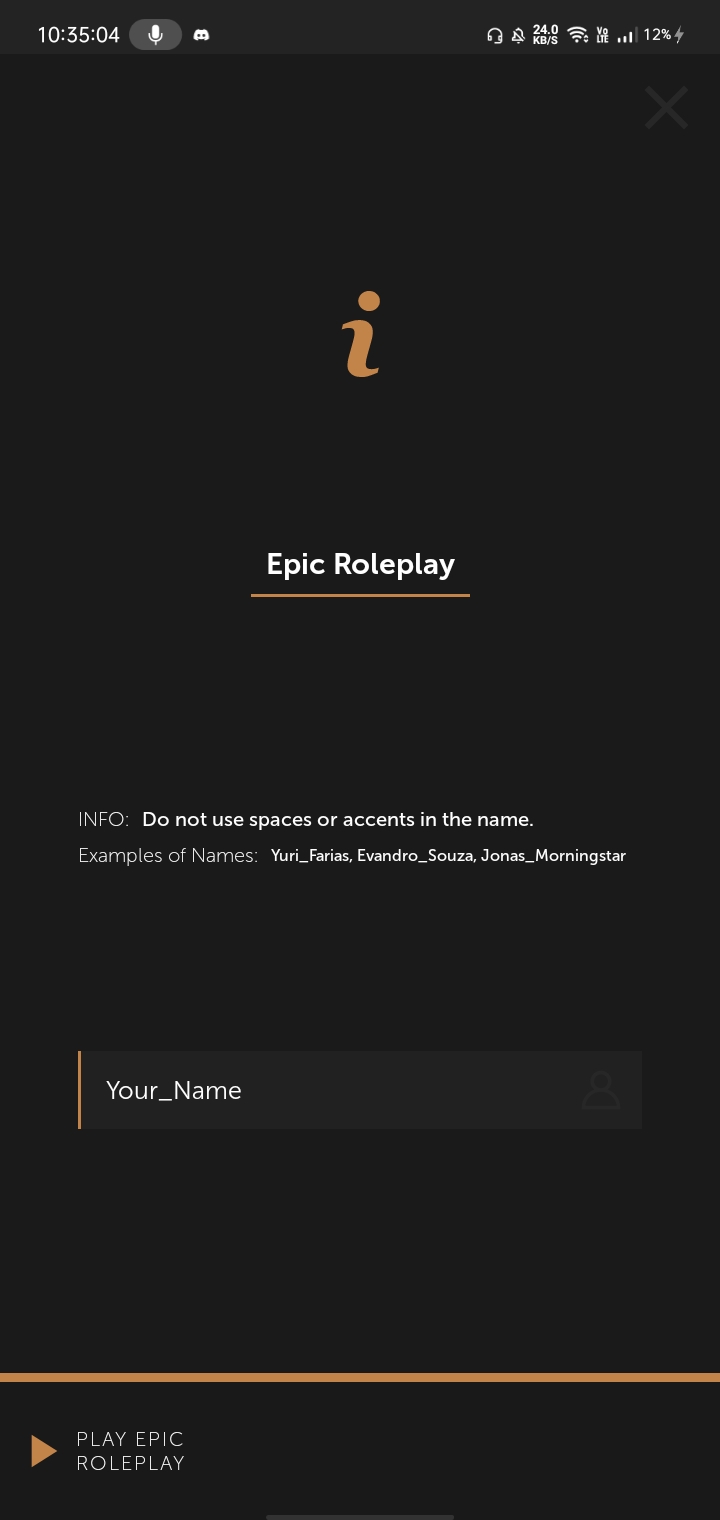 10:35:04 24.0 KB/S Vo LTE 12%
i
Epic Roleplay
INFO: Do not use spaces or accents in the name.
Examples of Names: Yuri_Farias, Evandro_Souza, Jonas_Morningstar
Your_Name
PLAY EPIC
ROLEPLAY